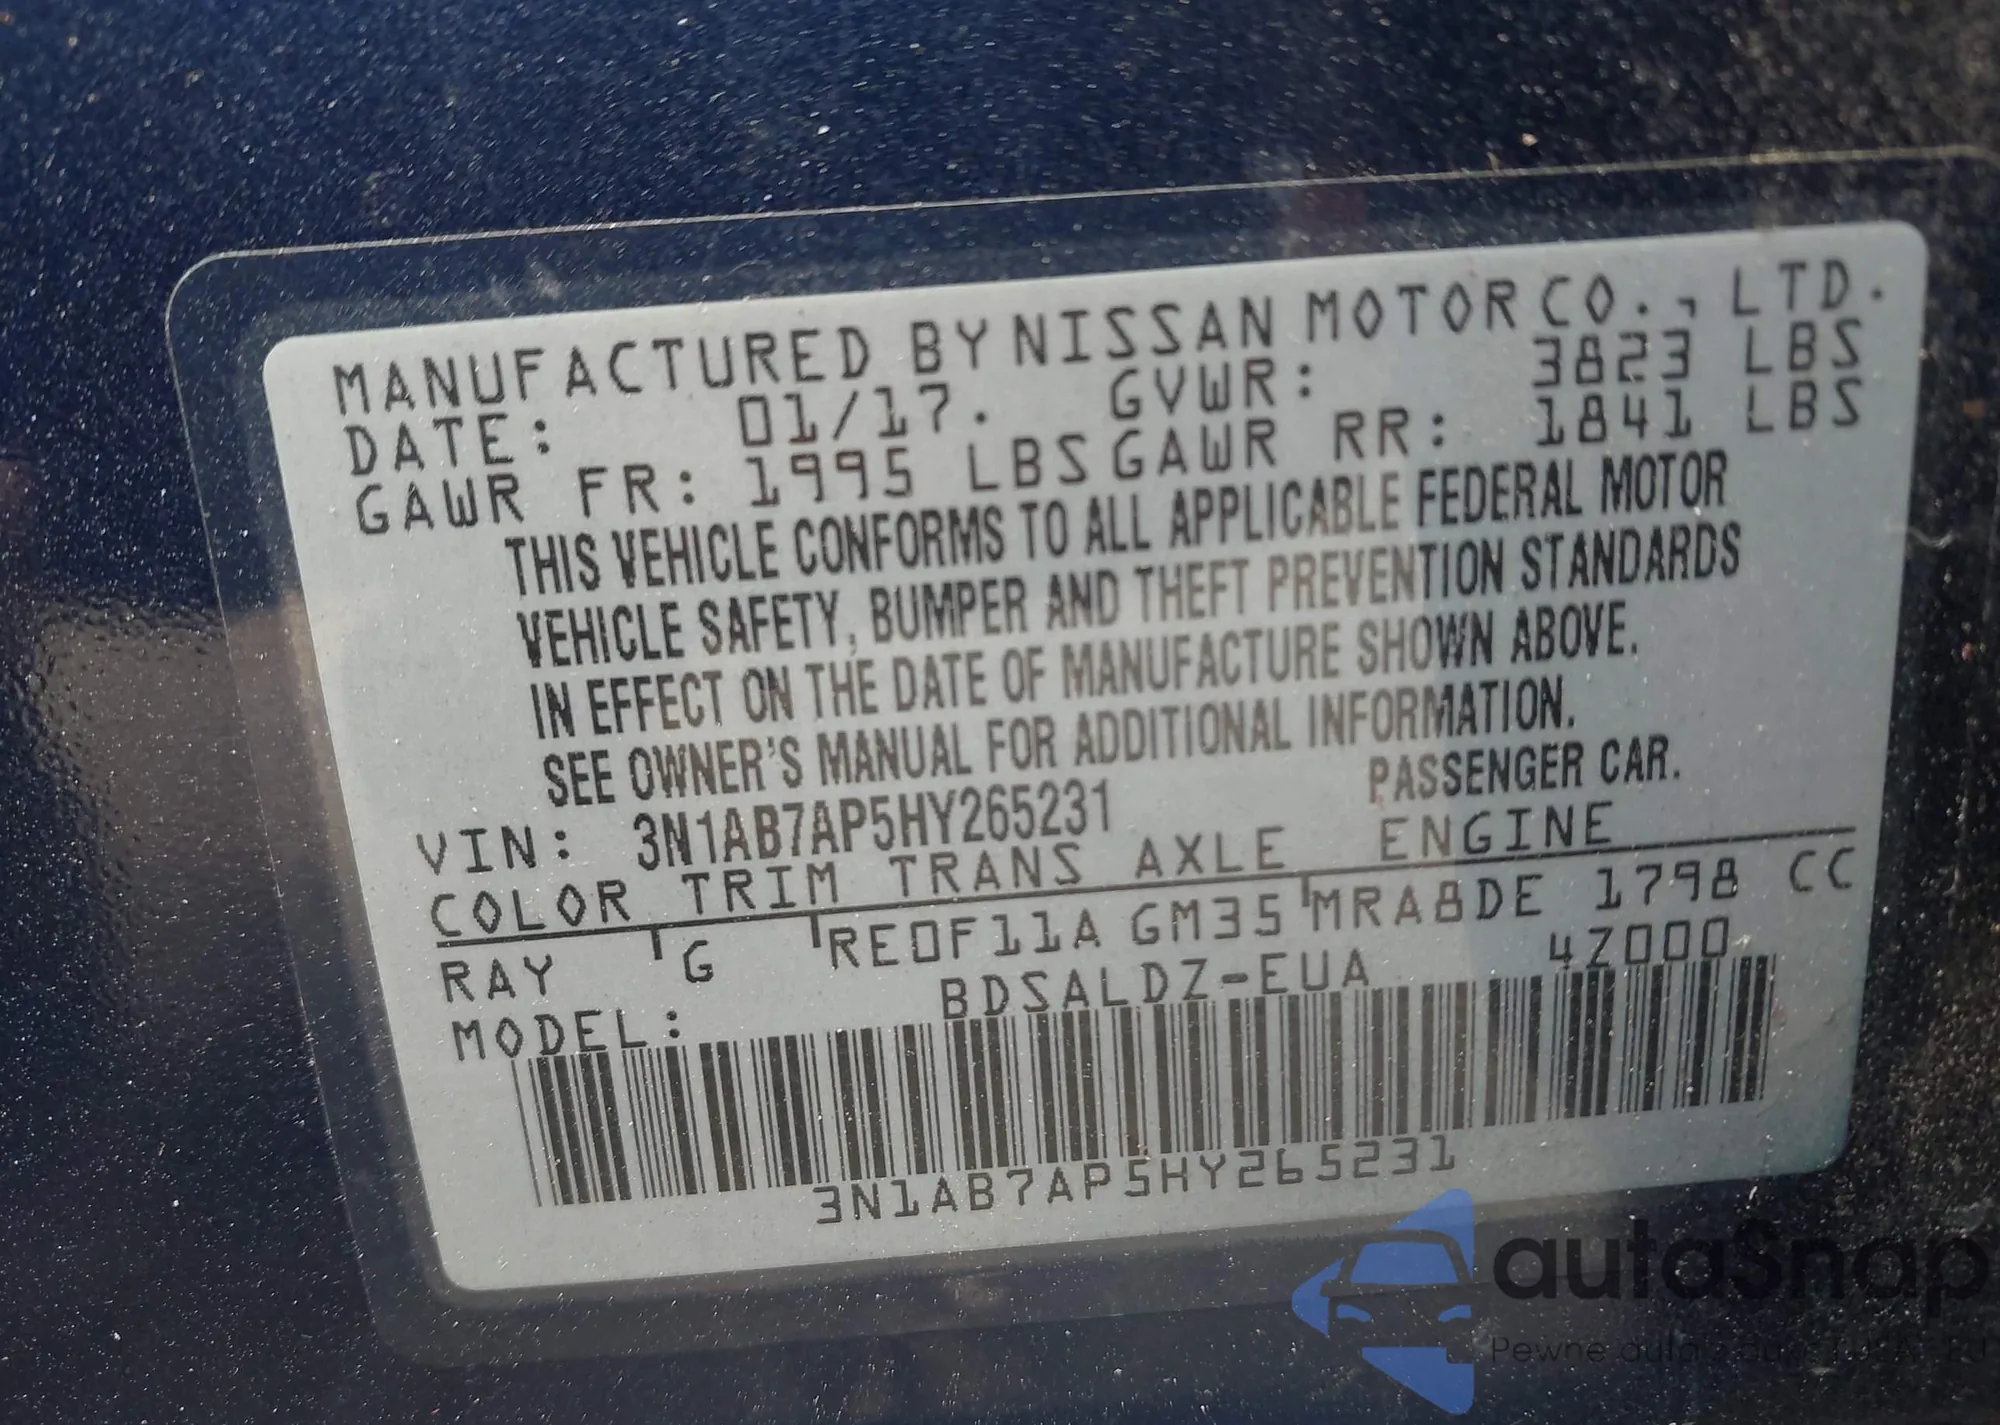 MANUFACTURED BY NISSAN MOTOR CO., LTD.
DATE: 01/17. GVWR: 3823 LBS
GAWR FR: 1995 LBS GAWR RR: 1841 LBS
THIS VEHICLE CONFORMS TO ALL APPLICABLE FEDERAL MOTOR
VEHICLE SAFETY, BUMPER AND THEFT PREVENTION STANDARDS
IN EFFECT ON THE DATE OF MANUFACTURE SHOWN ABOVE.
SEE OWNER'S MANUAL FOR ADDITIONAL INFORMATION.
VIN: 3N1AB7AP5HY265231 PASSENGER CAR.
COLOR TRIM TRANS AXLE ENGINE
RAY G RE0F11A GM35 MRA8DE 1798 CC
MODEL: BDSALDZ-EUA 4Z000
3N1AB7AP5HY265231
autaSnap
Pewne auta z